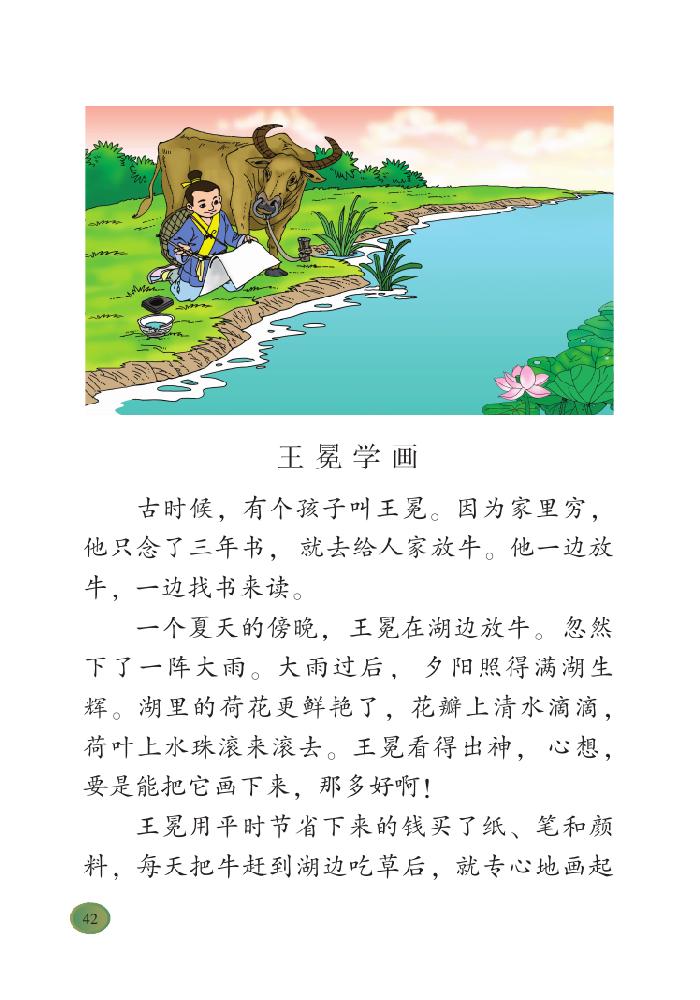 王冕学画
古时候，有个孩子叫王冕。因为家里穷，
他只念了三年书，就去给人家放牛。他一边放
牛，一边找书来读。
一个夏天的傍晚，王冕在湖边放牛。忽然
下了一阵大雨。大雨过后，夕阳照得满湖生
辉。湖里的荷花更鲜艳了，花瓣上清水滴滴，
荷叶上水珠滚来滚去。王冕看得出神，心想，
要是能把它画下来，那多好啊！
王冕用平时节省下来的钱买了纸、笔和颜
料，每天把牛赶到湖边吃草后，就专心地画起
42